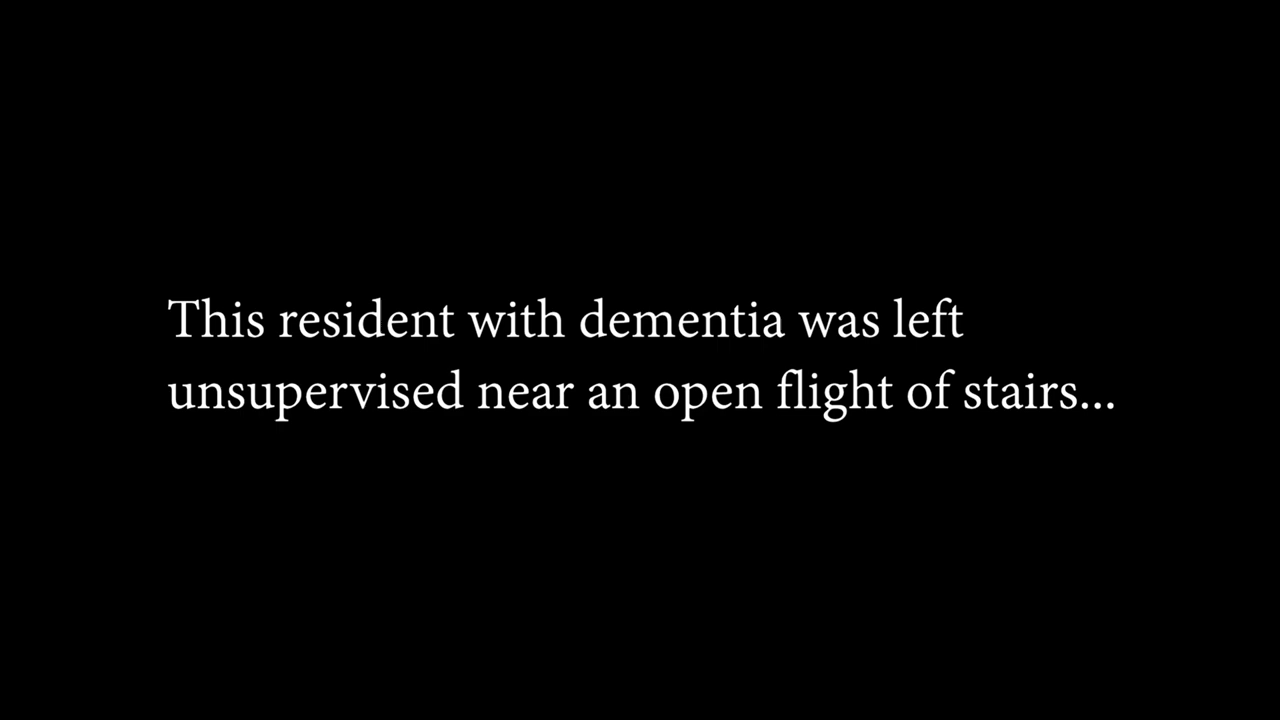 This resident with dementia was left
unsupervised near an open flight of stairs...